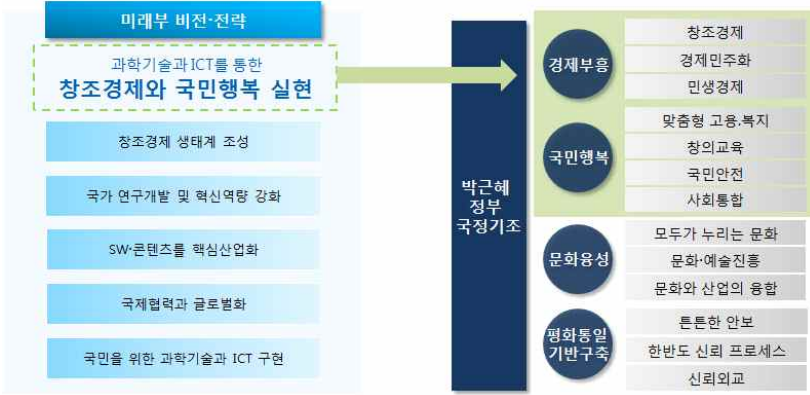 미래부 비전·전략
과학기술과 ICT를 통한
창조경제와 국민행복 실현
창조경제 생태계 조성
국가 연구개발 및 혁신역량 강화
SW·콘텐츠를 핵심산업화
국제협력과 글로벌화
국민을 위한 과학기술과 ICT 구현
박근혜
정부
국정기조
경제부흥
창조경제
경제민주화
민생경제
국민행복
맞춤형 고용.복지
창의교육
국민안전
사회통합
문화융성
모두가 누리는 문화
문화·예술진흥
문화와 산업의 융합
평화통일
기반구축
튼튼한 안보
한반도 신뢰 프로세스
신뢰외교